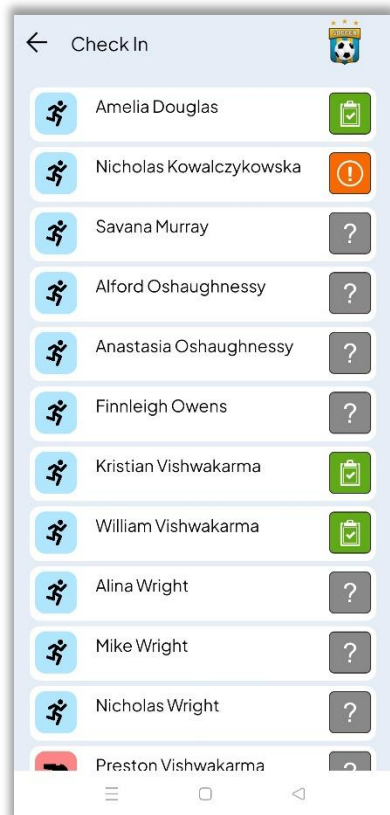 Check In
SOCCER
Amelia Douglas
Nicholas Kowalczykowska
!
Savana Murray
?
Alford Oshaughnessy
?
Anastasia Oshaughnessy
?
Finnleigh Owens
?
Kristian Vishwakarma
William Vishwakarma
Alina Wright
?
Mike Wright
?
Nicholas Wright
?
Preston Vishwakarma
?